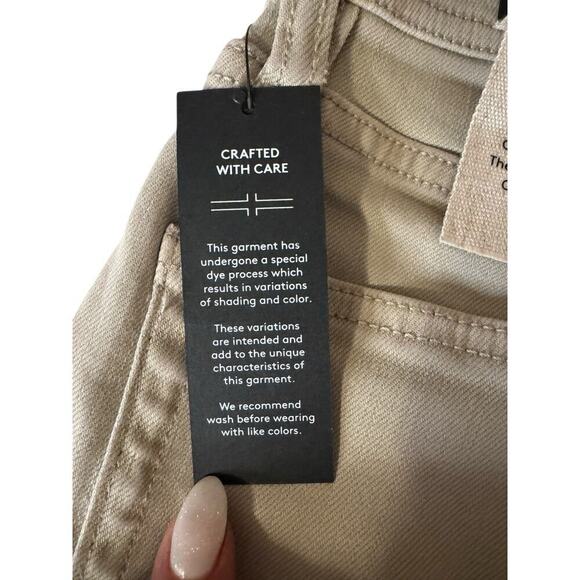 CRAFTED
WITH CARE
This garment has
undergone a special
dye process which
results in variations
of shading and color.
These variations
are intended and
add to the unique
characteristics of
this garment.
We recommend
wash before wearing
with like colors.
The